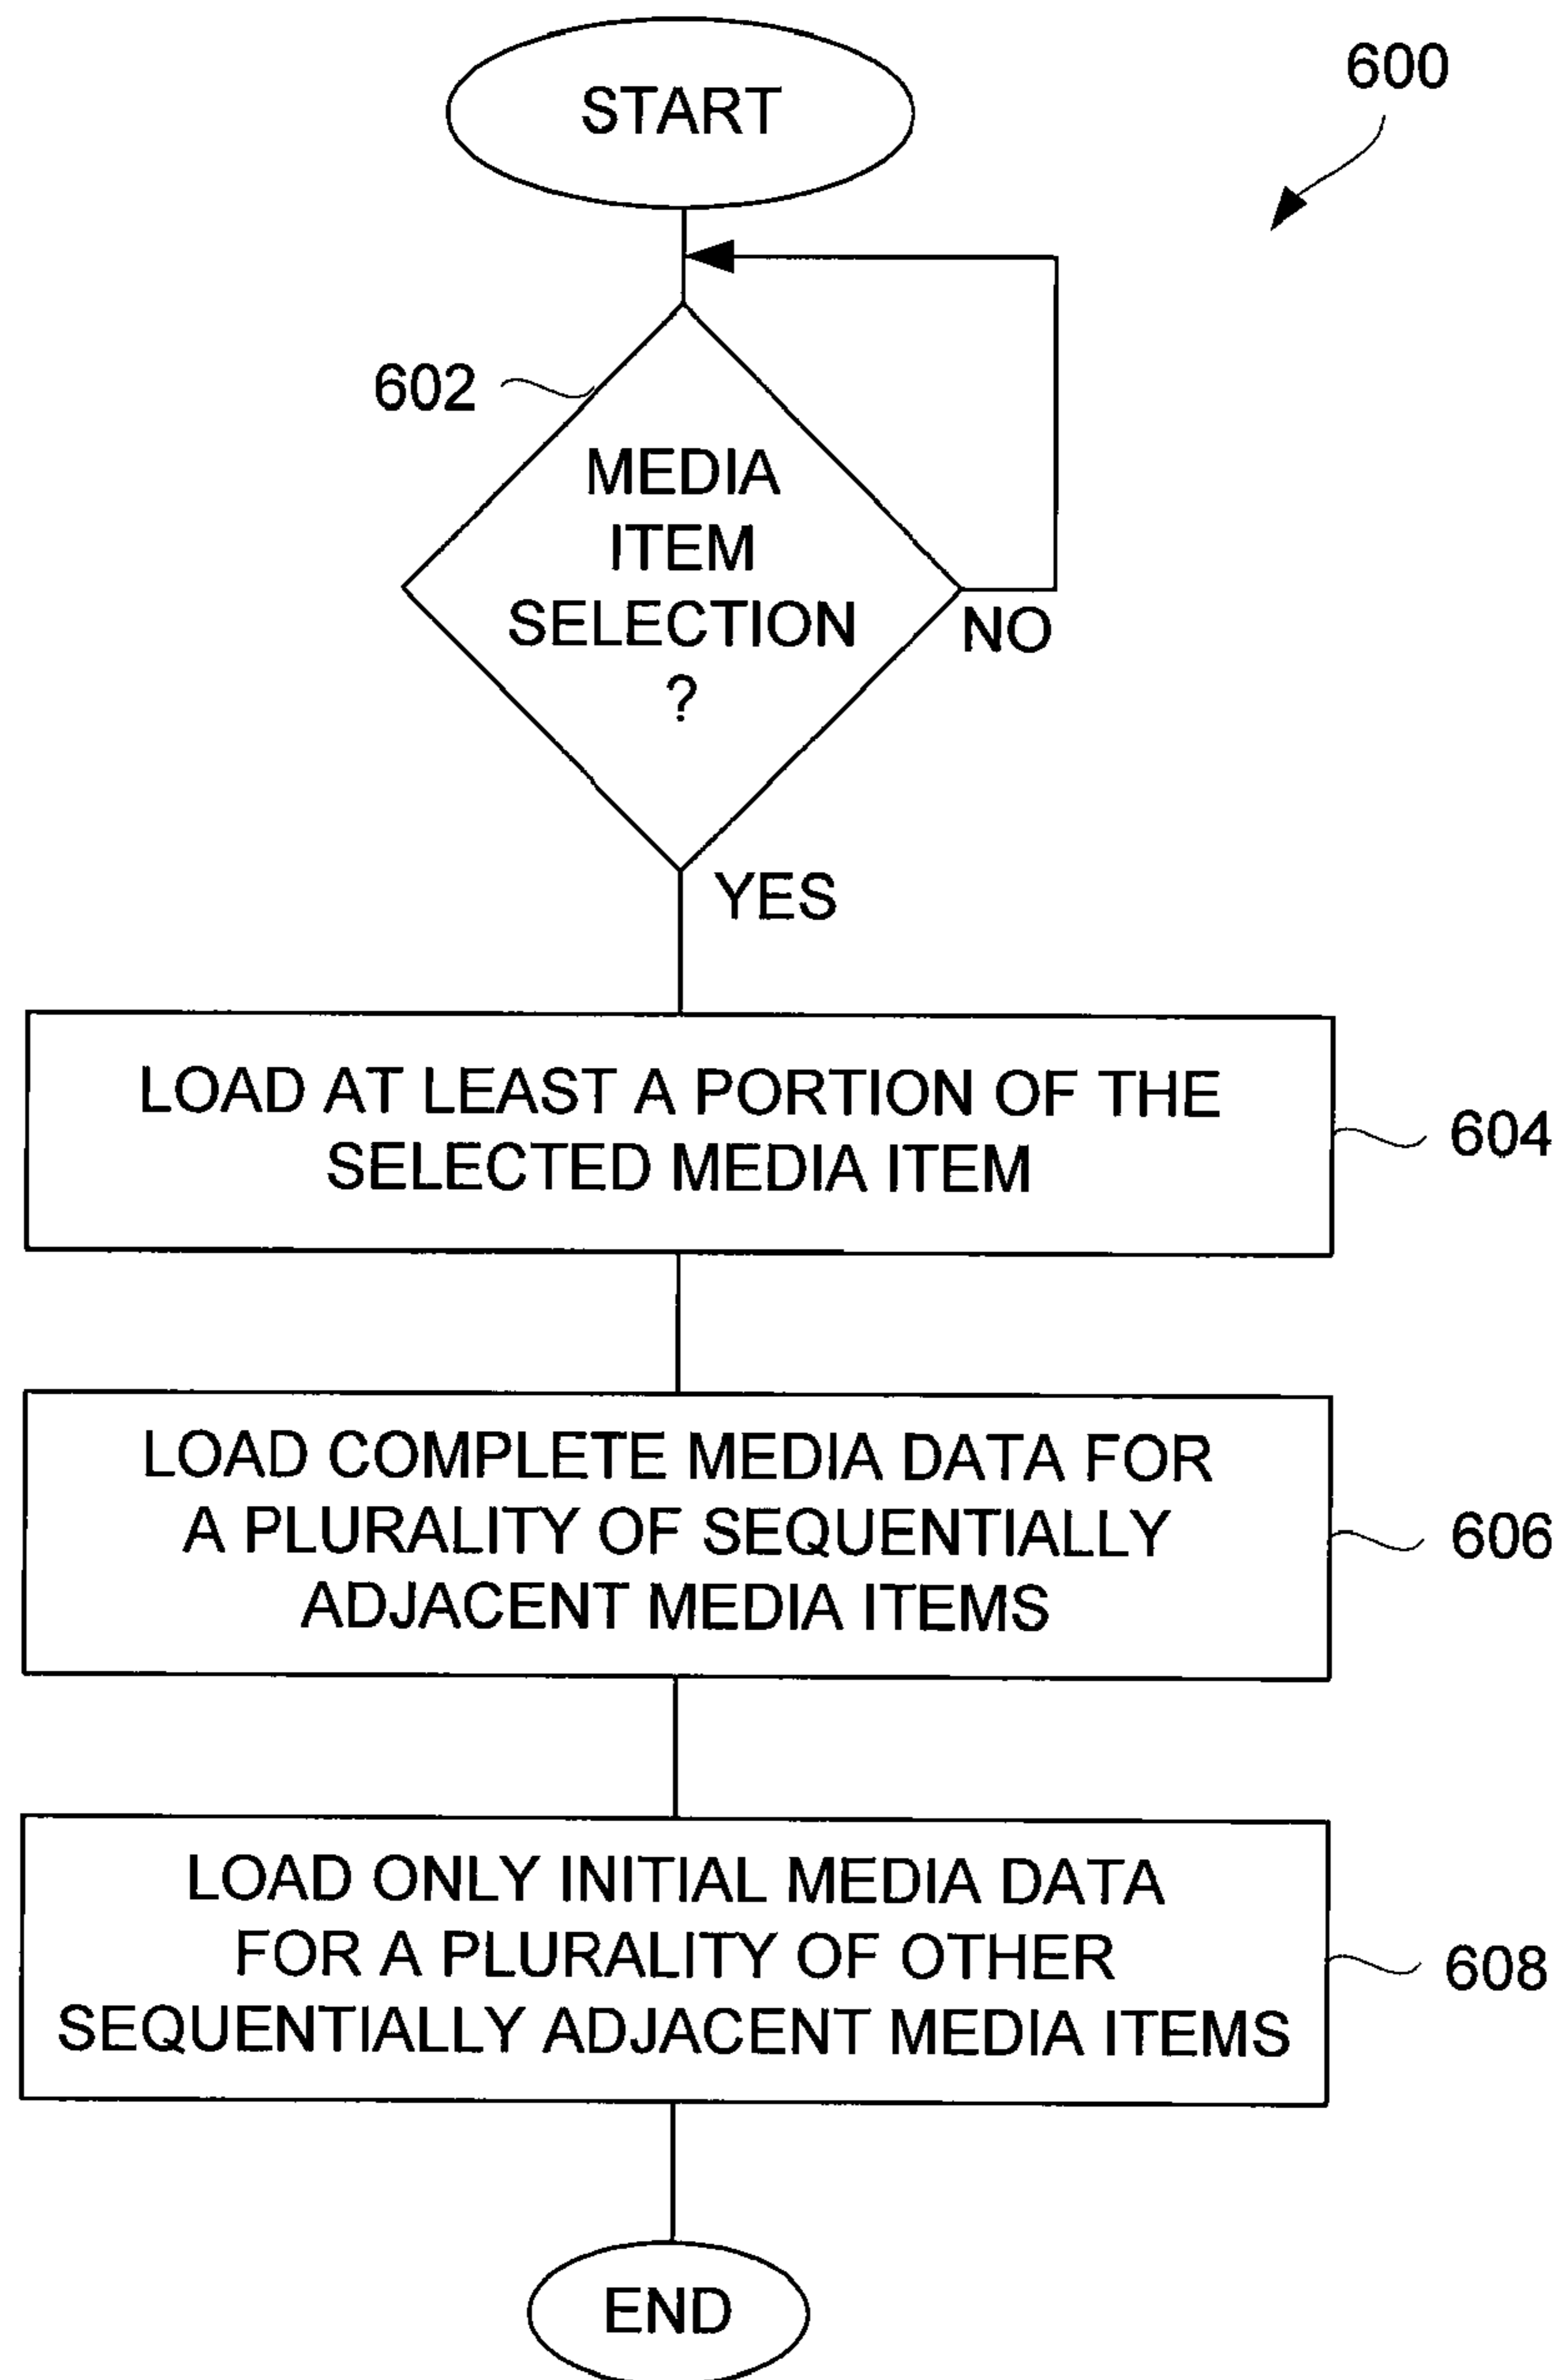 START
600
602
MEDIA
ITEM
SELECTION
?
NO
YES
LOAD AT LEAST A PORTION OF THE
SELECTED MEDIA ITEM
604
LOAD COMPLETE MEDIA DATA FOR
A PLURALITY OF SEQUENTIALLY
ADJACENT MEDIA ITEMS
606
LOAD ONLY INITIAL MEDIA DATA
FOR A PLURALITY OF OTHER
SEQUENTIALLY ADJACENT MEDIA ITEMS
608
END